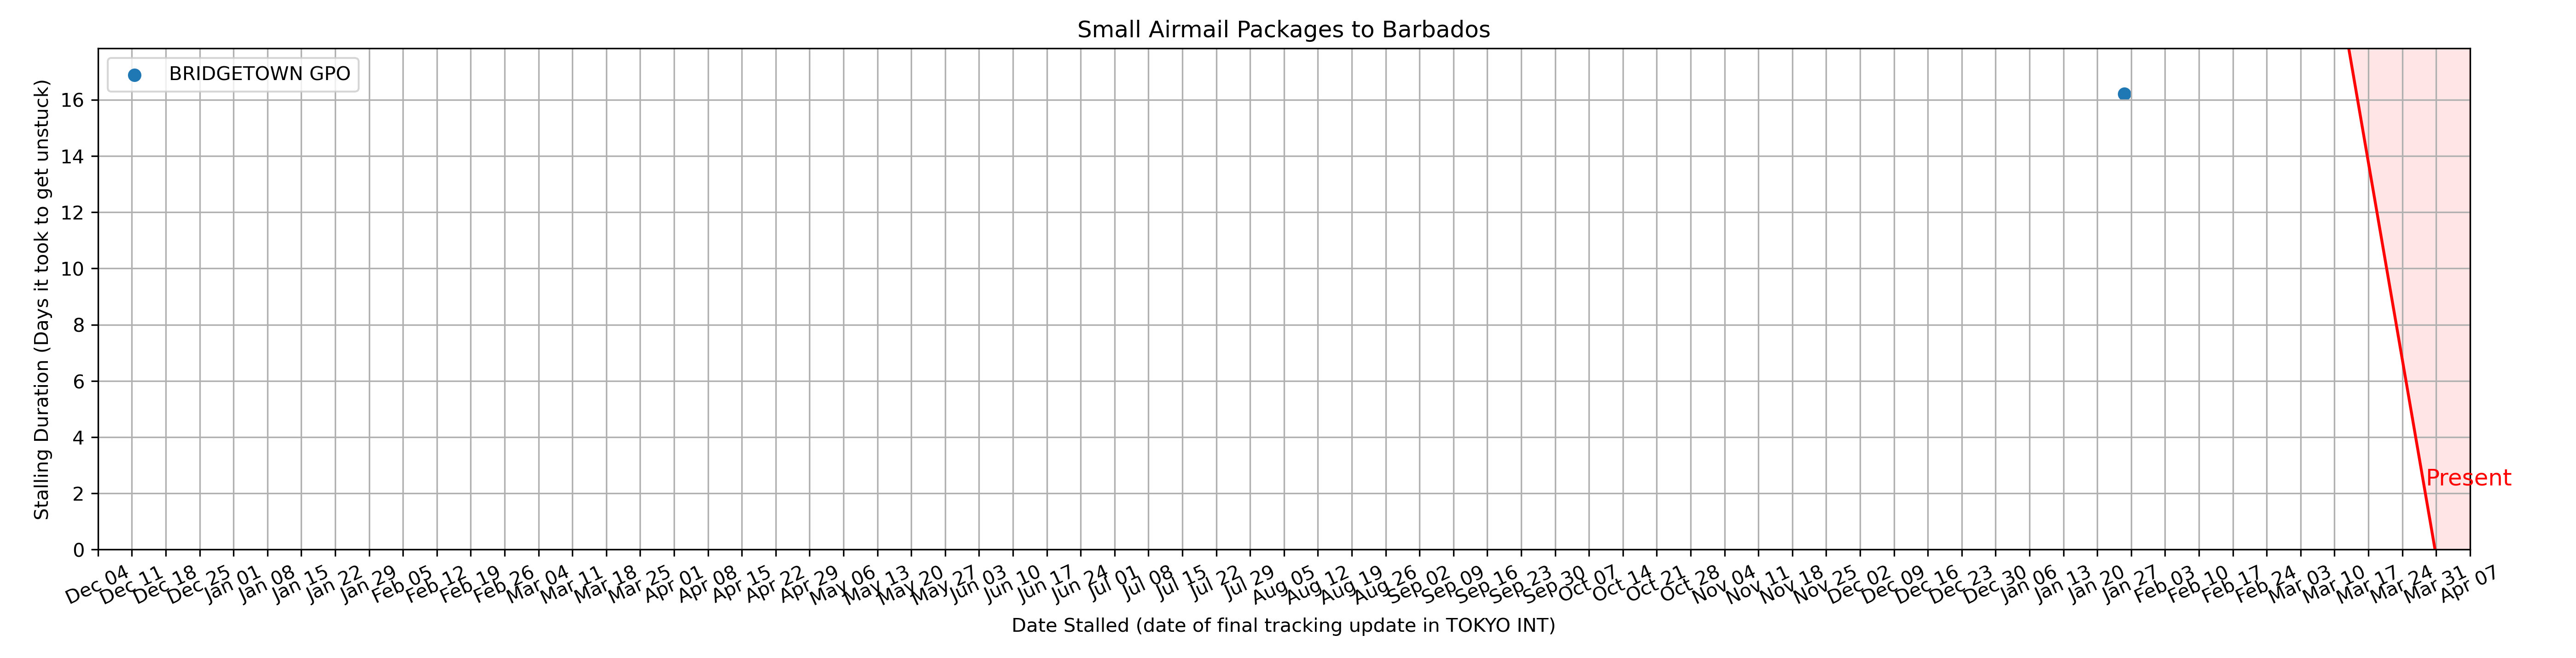 Small Airmail Packages to Barbados
BRIDGETOWN GPO
Stalling Duration (Days it took to get unstuck)
16
14
12
10
8
6
4
2
0
Present
Dec 04
Dec 11
Dec 18
Dec 25
Jan 01
Jan 08
Jan 15
Jan 22
Jan 29
Feb 05
Feb 12
Feb 19
Feb 26
Mar 04
Mar 11
Mar 18
Mar 25
Apr 01
Apr 08
Apr 15
Apr 22
Apr 29
May 06
May 13
May 20
May 27
Jun 03
Jun 10
Jun 17
Jun 24
Jul 01
Jul 08
Jul 15
Jul 22
Jul 29
Aug 05
Aug 12
Aug 19
Aug 26
Sep 02
Sep 09
Sep 16
Sep 23
Sep 30
Oct 07
Oct 14
Oct 21
Oct 28
Nov 04
Nov 11
Nov 18
Nov 25
Dec 02
Dec 09
Dec 16
Dec 23
Dec 30
Jan 06
Jan 13
Jan 20
Jan 27
Feb 03
Feb 10
Feb 17
Feb 24
Mar 03
Mar 10
Mar 17
Mar 24
Mar 31
Apr 07
Date Stalled (date of final tracking update in TOKYO INT)